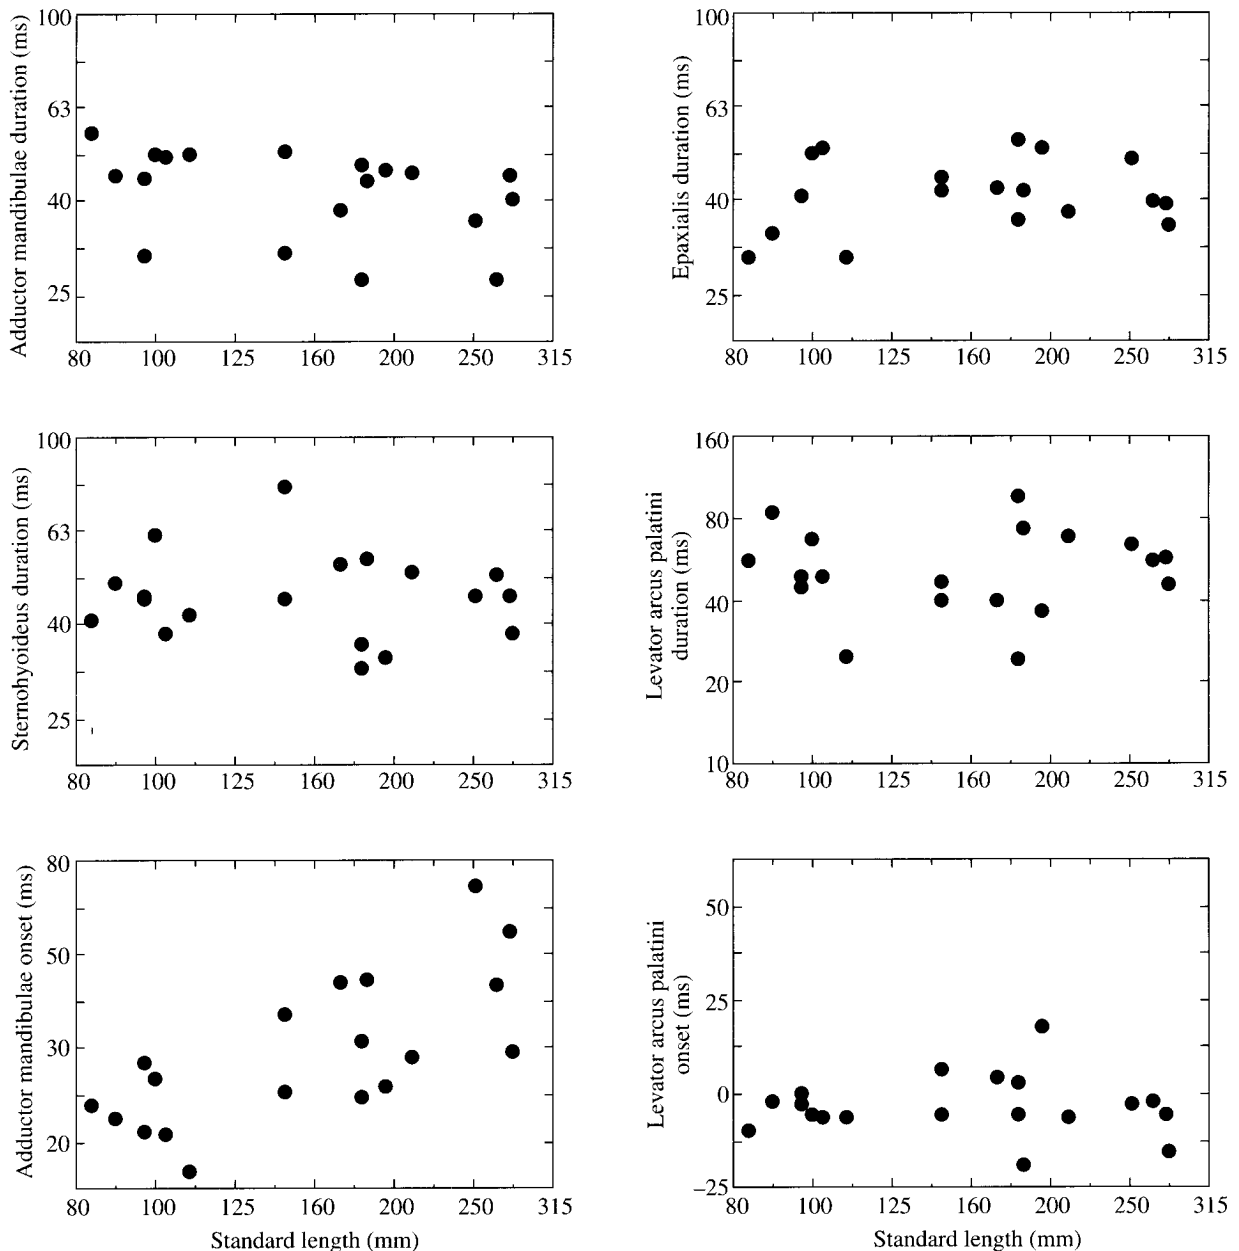 Adductor mandibulae duration (ms)
100
63
40
25
80 100 125 160 200 250 315
Epaxialis duration (ms)
100
63
40
25
80 100 125 160 200 250 315
Sternohyoideus duration (ms)
100
63
40
25
80 100 125 160 200 250 315
Levator arcus palatini
duration (ms)
160
80
40
20
10
80 100 125 160 200 250 315
Adductor mandibulae onset (ms)
80
50
30
20
80 100 125 160 200 250 315
Standard length (mm)
Levator arcus palatini
onset (ms)
50
25
0
−25
80 100 125 160 200 250 315
Standard length (mm)